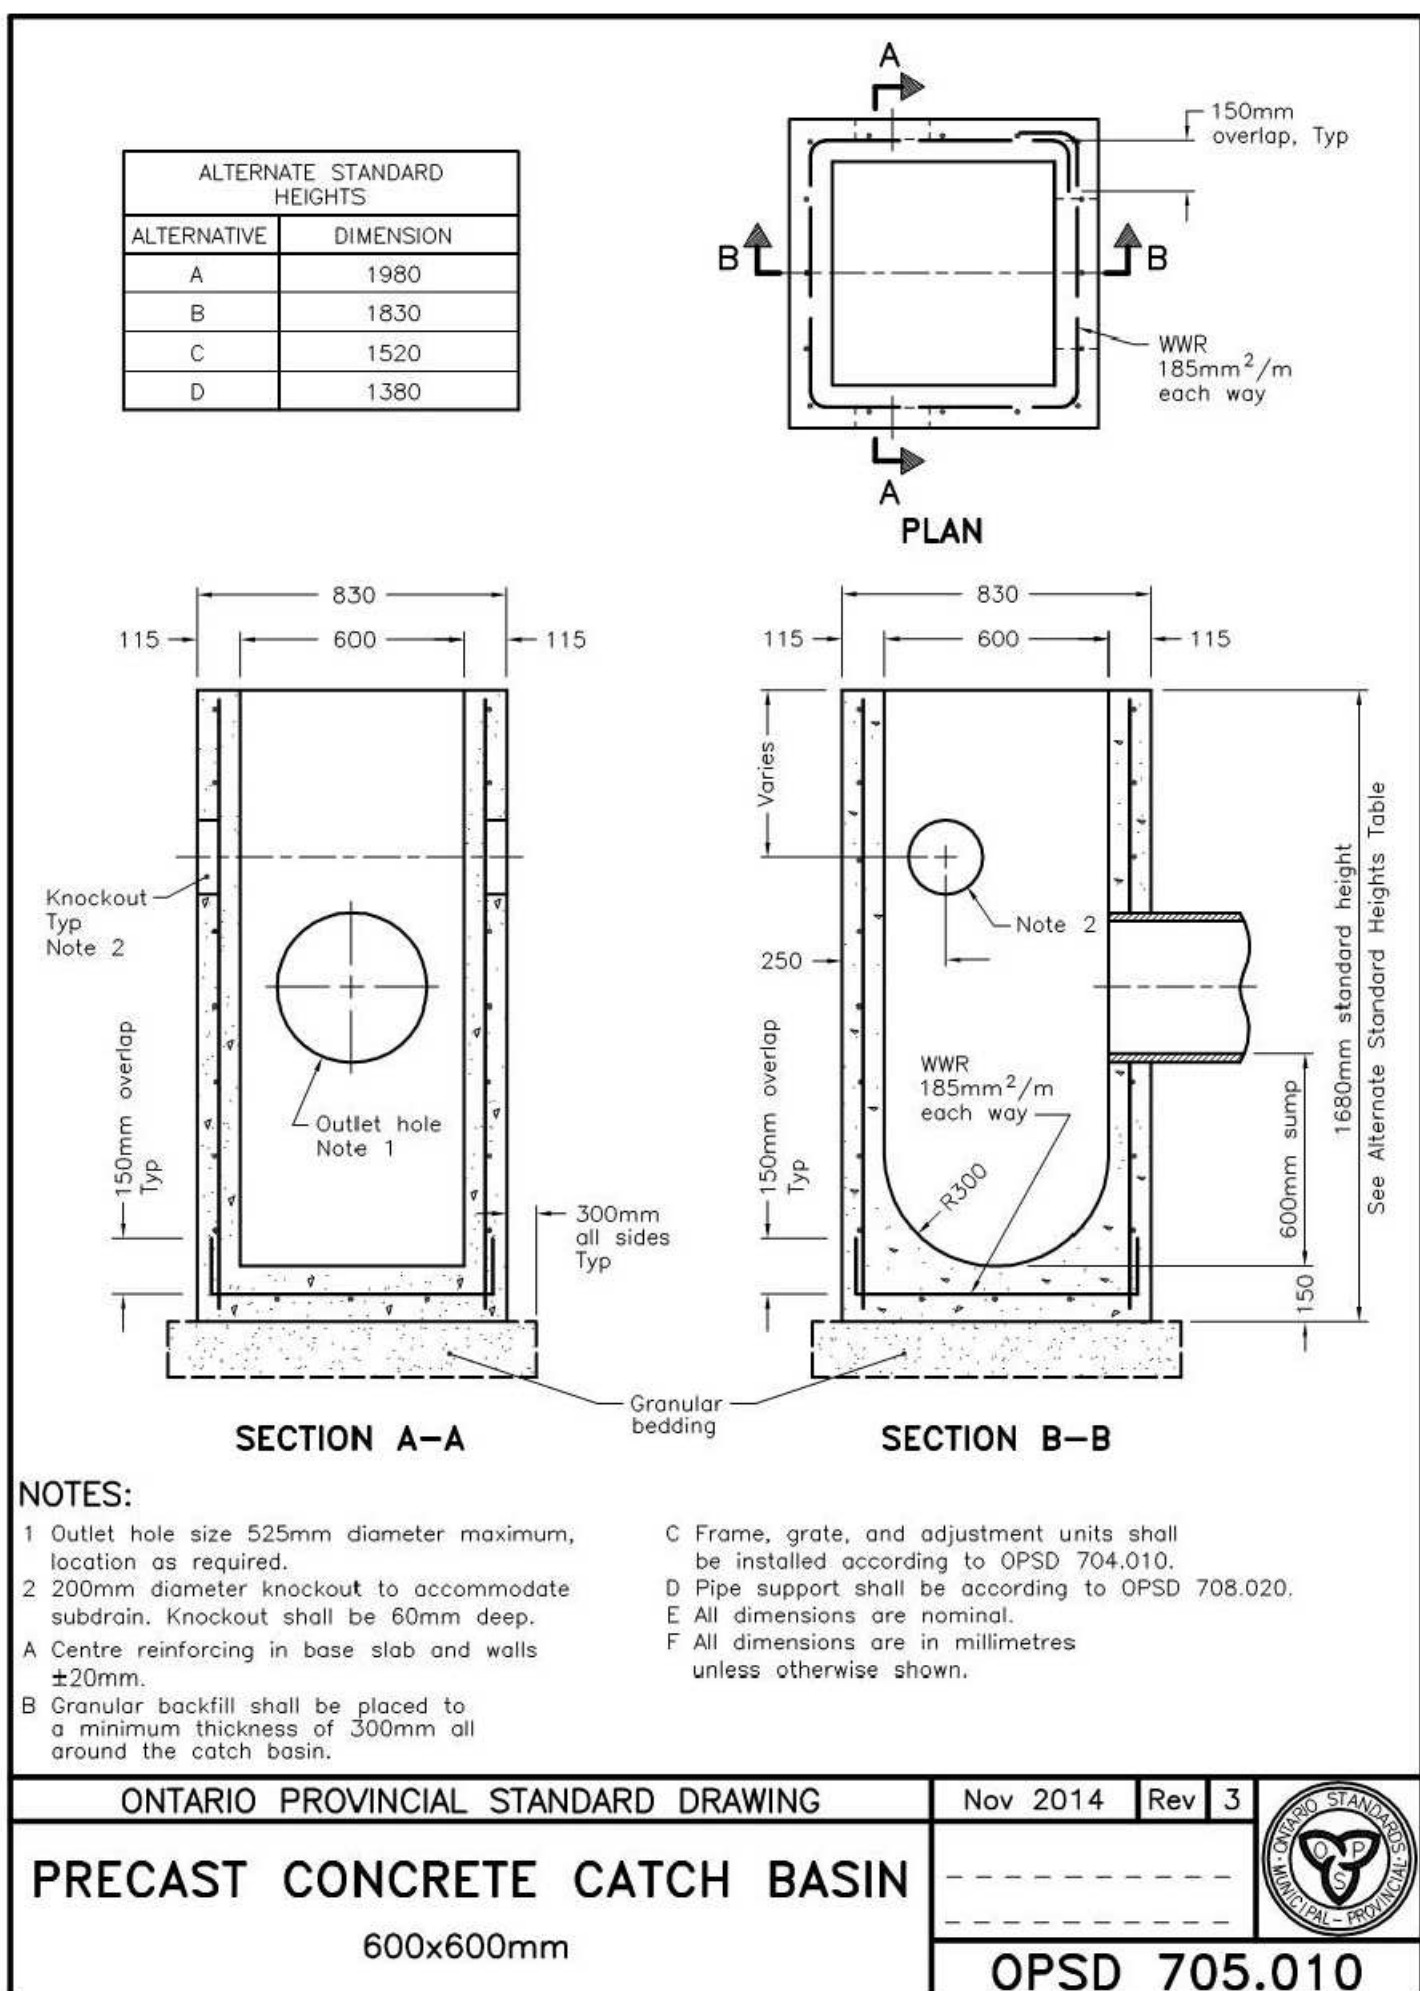 ALTERNATE STANDARD
HEIGHTS
ALTERNATIVE DIMENSION
A 1980
B 1830
C 1520
D 1380
A
150mm
overlap, Typ
B B
WWR
185mm²/m
each way
A
PLAN
830
115 600 115
Knockout
Typ
Note 2
150mm overlap
Typ
Outlet hole
Note 1
300mm
all sides
Typ
SECTION A–A
830
115 600 115
Varies
Note 2
250
150mm overlap
Typ
WWR
185mm²/m
each way
R300
600mm sump
150
1680mm standard height
See Alternate Standard Heights Table
Granular
bedding
SECTION B–B
NOTES:
1 Outlet hole size 525mm diameter maximum,
location as required.
2 200mm diameter knockout to accommodate
subdrain. Knockout shall be 60mm deep.
A Centre reinforcing in base slab and walls
±20mm.
B Granular backfill shall be placed to
a minimum thickness of 300mm all
around the catch basin.
C Frame, grate, and adjustment units shall
be installed according to OPSD 704.010.
D Pipe support shall be according to OPSD 708.020.
E All dimensions are nominal.
F All dimensions are in millimetres
unless otherwise shown.
ONTARIO PROVINCIAL STANDARD DRAWING
Nov 2014 Rev 3
PRECAST CONCRETE CATCH BASIN
600x600mm
ONTARIO STANDARDS
MUNICIPAL – PROVINCIAL
O P S
OPSD 705.010